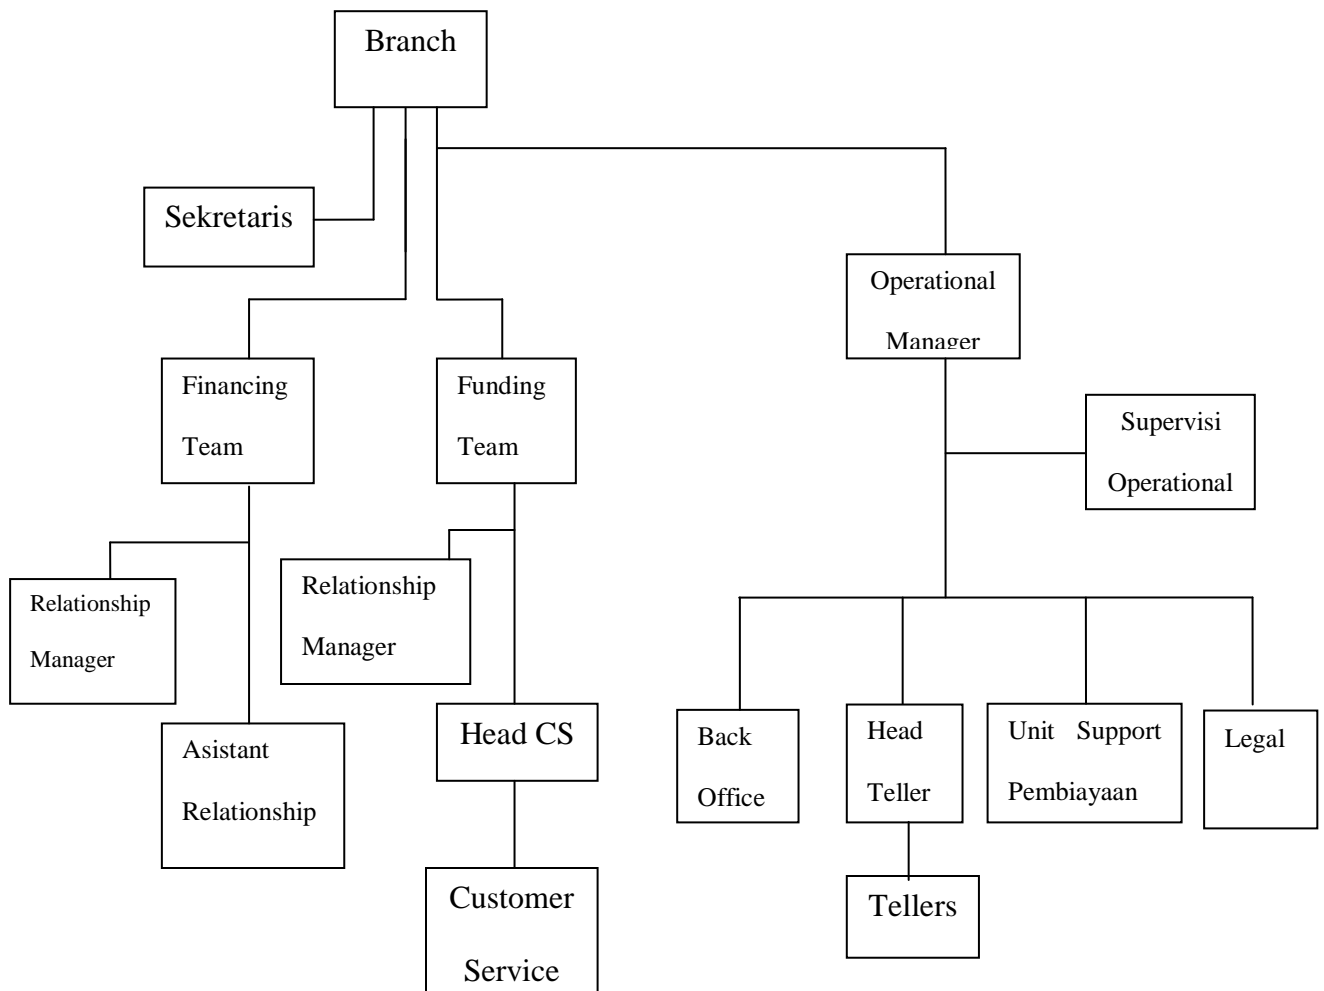 Branch
Sekretaris
Operational
Manager
Financing
Team
Funding
Team
Supervisi
Operational
Relationship
Manager
Relationship
Manager
Asistant
Relationship
Head CS
Back
Office
Head
Teller
Unit Support
Pembiayaan
Legal
Customer
Service
Tellers